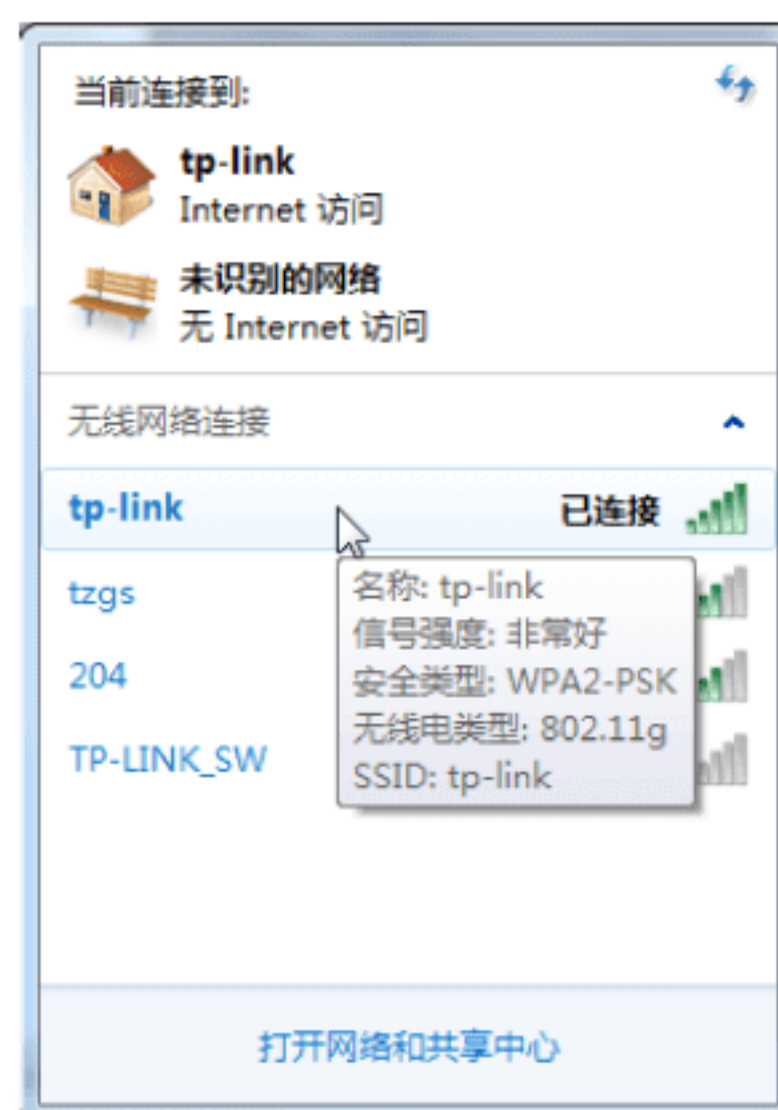 当前连接到:
tp-link
Internet 访问
未识别的网络
无 Internet 访问
无线网络连接
tp-link 已连接
tzgs
名称: tp-link
信号强度: 非常好
204
安全类型: WPA2-PSK
无线电类型: 802.11g
TP-LINK_SW
SSID: tp-link
打开网络和共享中心